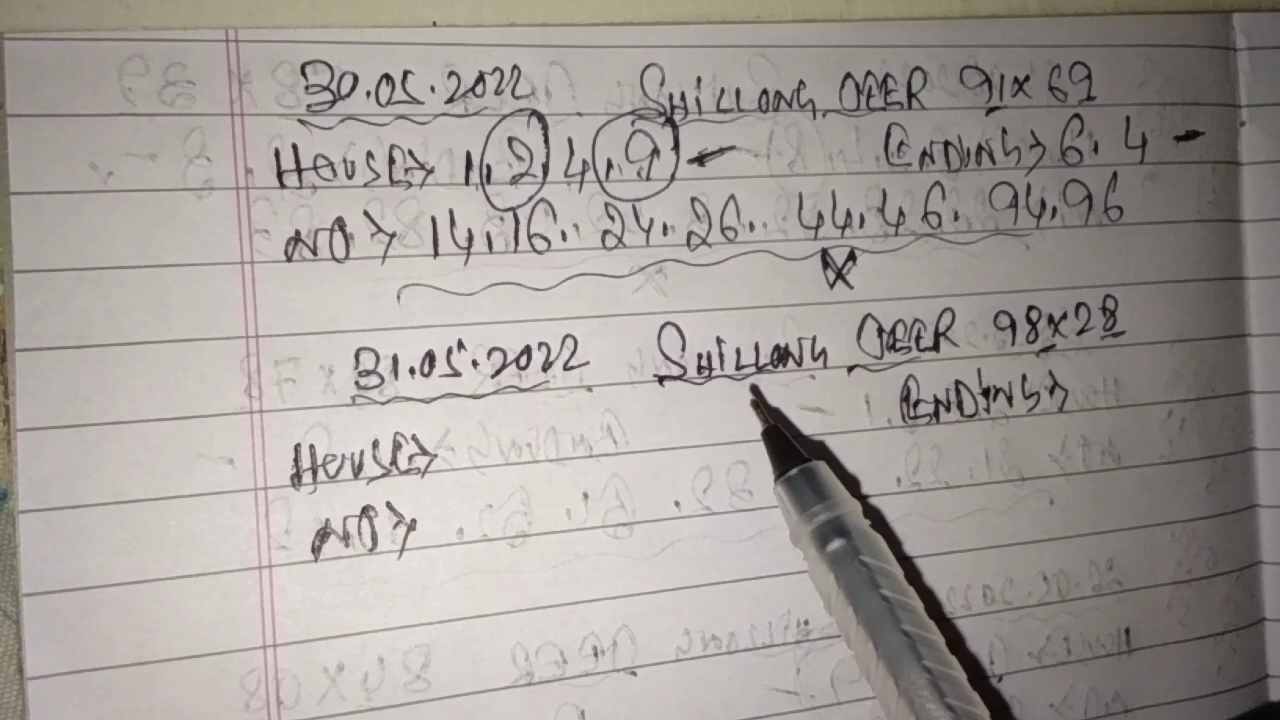 30.05.2022 SHILLONG TEER 91x69
HOUSE> 1.2.4.9 - ENDING> 6.4 -
NO> 14.16.. 24.26.. 44.46. 94.96
31.05.2022 SHILLONG TEER 98x28
ENDING>
HOUSE>
NO>